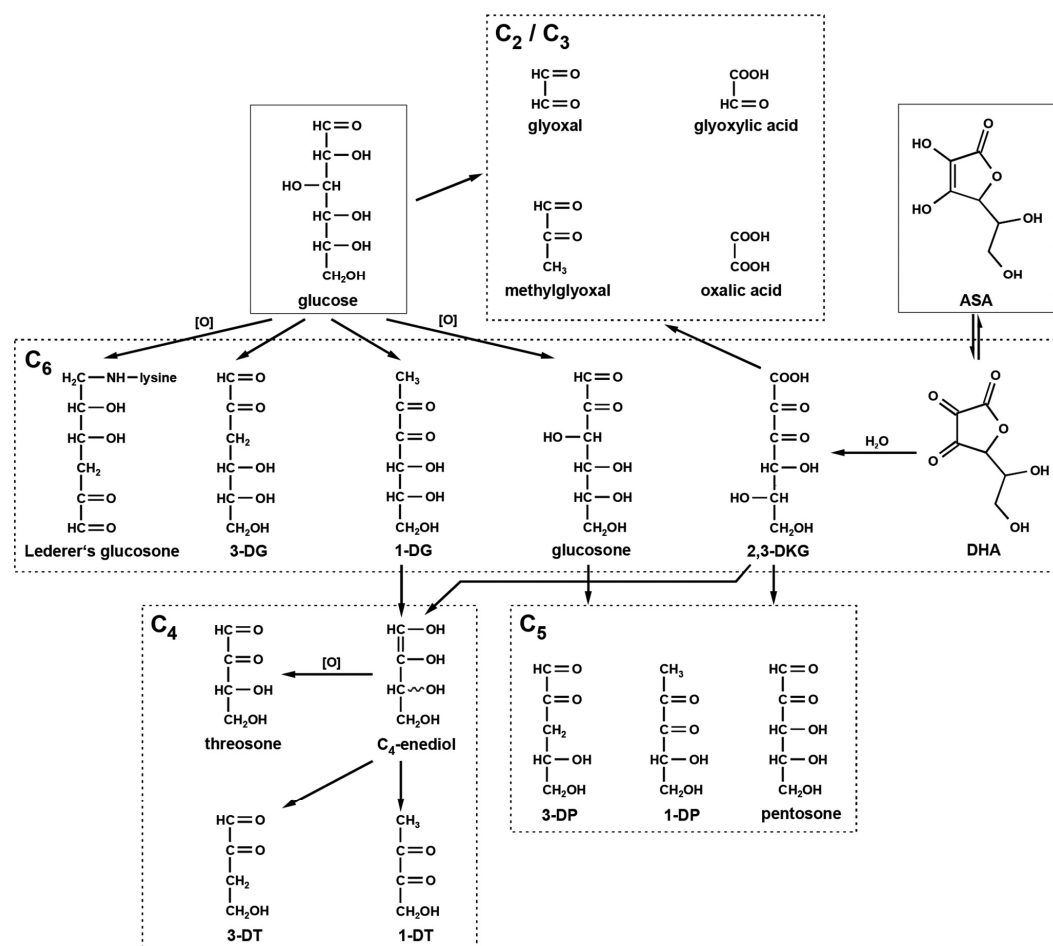 C2 / C3
HC=O
HC=O
glyoxal
COOH
HC=O
glyoxylic acid
HC=O
C=O
CH3
methylglyoxal
COOH
COOH
oxalic acid
HC=O
HC—OH
HO—CH
HC—OH
HC—OH
CH2OH
glucose
O
HO
O
HO
OH
OH
ASA
[O]
[O]
C6
H2C—NH—lysine
HC—OH
HC—OH
CH2
C=O
HC=O
Lederer's glucosone
HC=O
C=O
CH2
HC—OH
HC—OH
CH2OH
3-DG
CH3
C=O
C=O
HC—OH
HC—OH
CH2OH
1-DG
HC=O
C=O
HO—CH
HC—OH
HC—OH
CH2OH
glucosone
COOH
C=O
C=O
HC—OH
HO—CH
CH2OH
2,3-DKG
H2O
O
O
O
O
OH
OH
DHA
C4
HC=O
C=O
HC—OH
CH2OH
threosone
[O]
HC—OH
C—OH
HC~OH
CH2OH
C4-enediol
HC=O
C=O
CH2
CH2OH
3-DT
CH3
C=O
C=O
CH2OH
1-DT
C5
HC=O
C=O
CH2
HC—OH
CH2OH
3-DP
CH3
C=O
C=O
HC—OH
CH2OH
1-DP
HC=O
C=O
HC—OH
HC—OH
CH2OH
pentosone